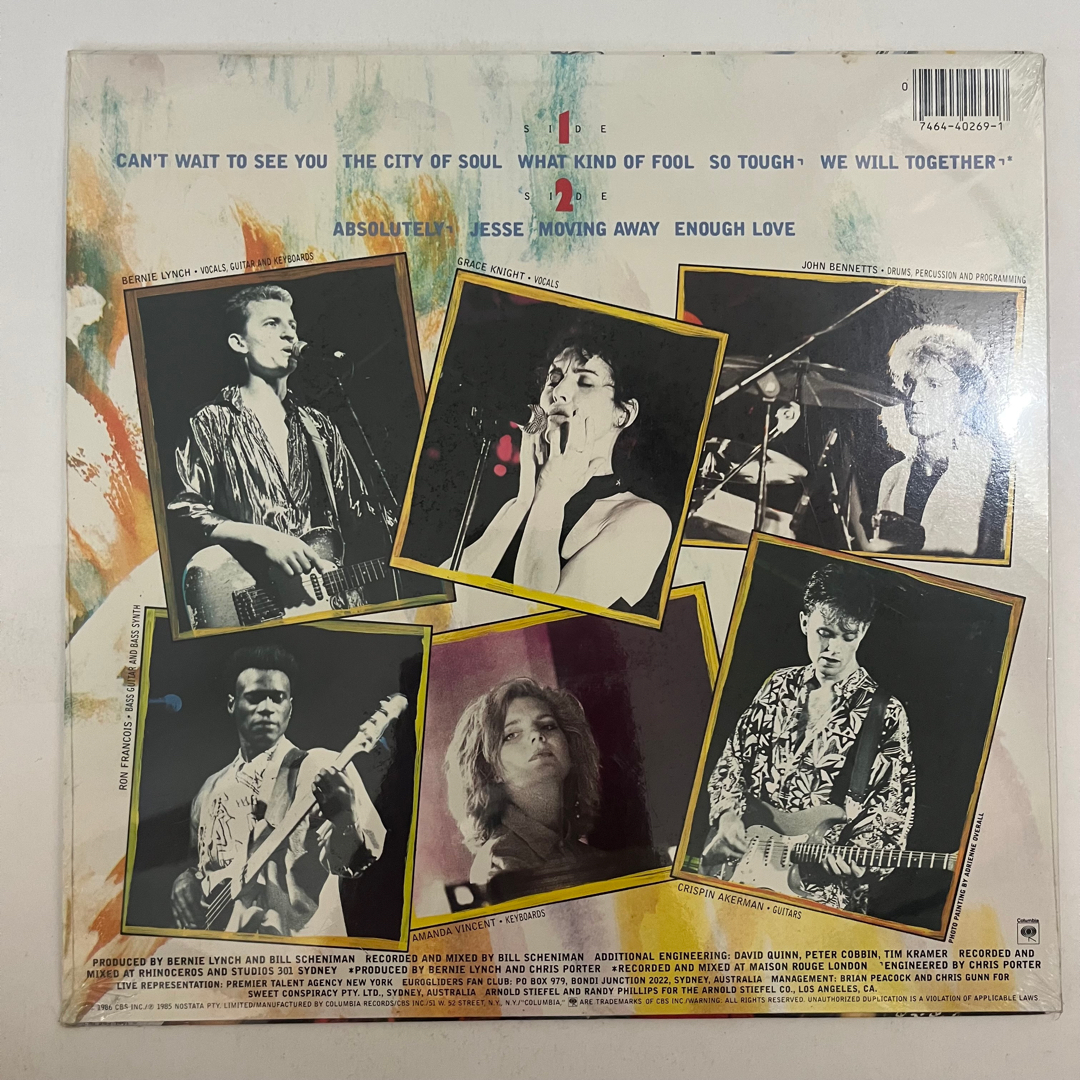 0
7464-40269-1
SIDE 1
CAN'T WAIT TO SEE YOU THE CITY OF SOUL WHAT KIND OF FOOL SO TOUGH¬ WE WILL TOGETHER¬*
SIDE 2
ABSOLUTELY¬ JESSE MOVING AWAY ENOUGH LOVE
BERNIE LYNCH • VOCALS, GUITAR AND KEYBOARDS
GRACE KNIGHT • VOCALS
JOHN BENNETTS • DRUMS, PERCUSSION AND PROGRAMMING
RON FRANCOIS • BASS GUITAR AND BASS SYNTH
AMANDA VINCENT • KEYBOARDS
CRISPIN AKERMAN • GUITARS
PHOTO PAINTING BY ADRIENNE OVERALL
Columbia
PRODUCED BY BERNIE LYNCH AND BILL SCHENIMAN RECORDED AND MIXED BY BILL SCHENIMAN ADDITIONAL ENGINEERING: DAVID QUINN, PETER COBBIN, TIM KRAMER RECORDED AND
MIXED AT RHINOCEROS AND STUDIOS 301 SYDNEY *PRODUCED BY BERNIE LYNCH AND CHRIS PORTER *RECORDED AND MIXED AT MAISON ROUGE LONDON ¬ENGINEERED BY CHRIS PORTER
LIVE REPRESENTATION: PREMIER TALENT AGENCY NEW YORK EUROGLIDERS FAN CLUB: PO BOX 979, BONDI JUNCTION 2022, SYDNEY, AUSTRALIA MANAGEMENT: BRIAN PEACOCK AND CHRIS GUNN FOR
SWEET CONSPIRACY PTY. LTD., SYDNEY, AUSTRALIA ARNOLD STIEFEL AND RANDY PHILLIPS FOR THE ARNOLD STIEFEL CO., LOS ANGELES, CA.
© 1986 CBS INC./℗ 1985 NOSTATA PTY. LIMITED/MANUFACTURED BY COLUMBIA RECORDS/CBS INC/51 W. 52 STREET, N.Y., N.Y./"COLUMBIA," ARE TRADEMARKS OF CBS INC./WARNING: ALL RIGHTS RESERVED. UNAUTHORIZED DUPLICATION IS A VIOLATION OF APPLICABLE LAWS